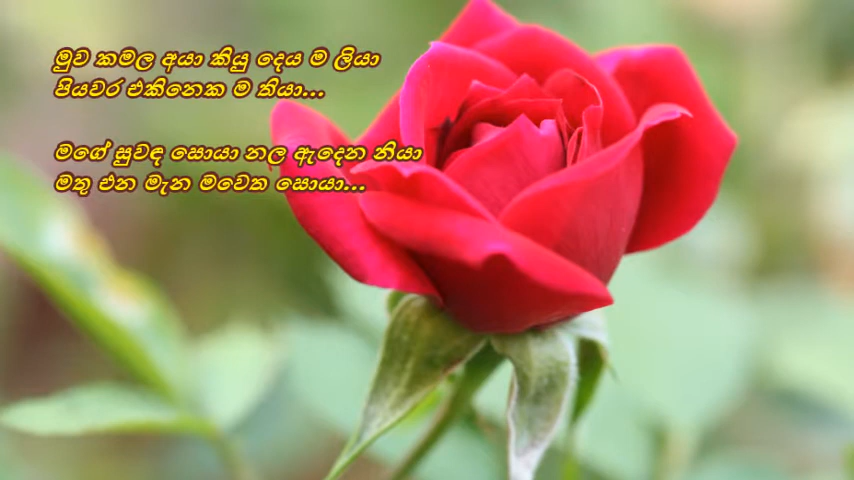 මුව කමල අයා කියු දෙය ම ලියා
පියවර එකිනෙක ම තියා...
මගේ සුවඳ සොයා නල ඇදෙන නියා
මතු එන මැන මවෙත සොයා...